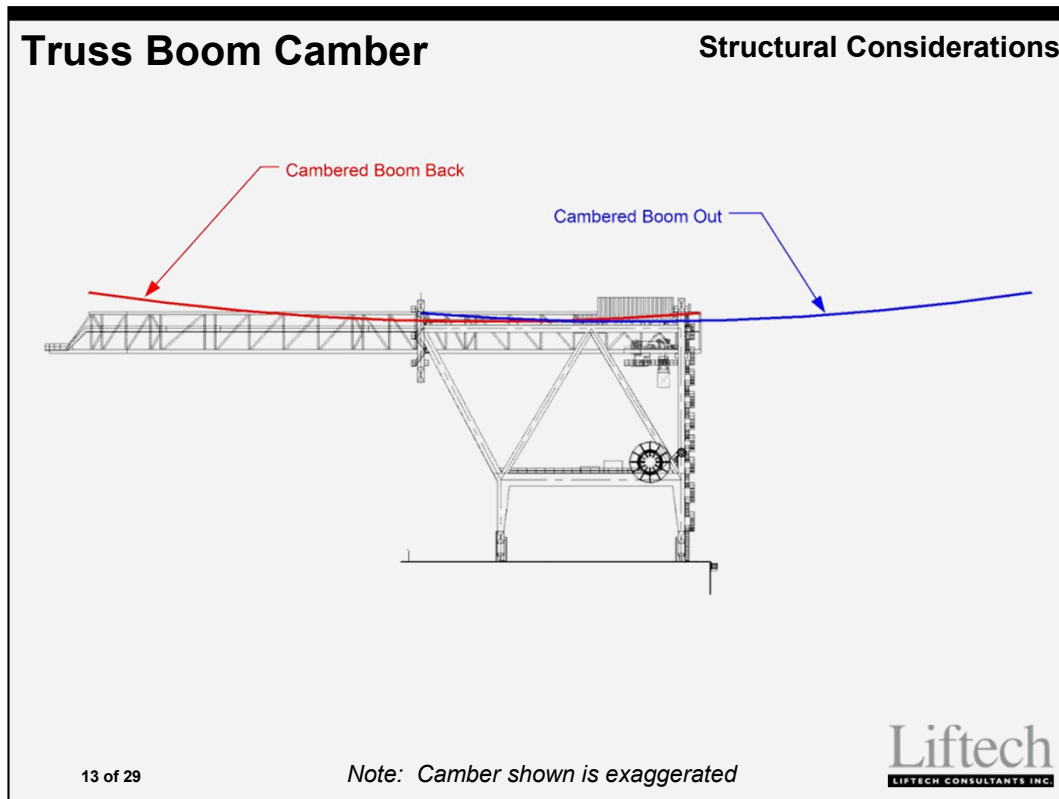 Truss Boom Camber
Structural Considerations
Cambered Boom Back
Cambered Boom Out
13 of 29
Note: Camber shown is exaggerated
Liftech
LIFTECH CONSULTANTS INC.